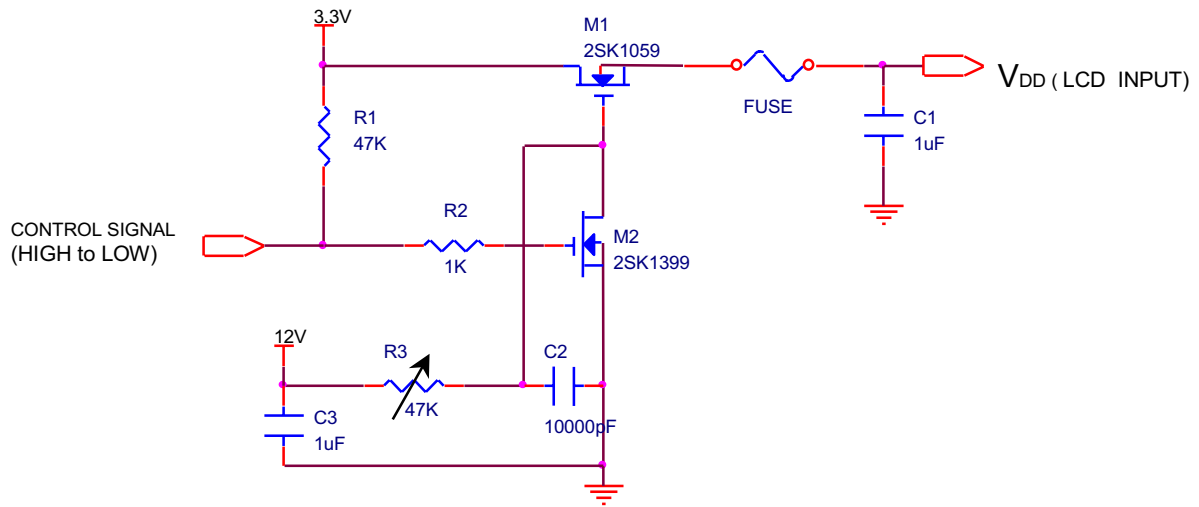 3.3V
M1
2SK1059
FUSE
VDD ( LCD INPUT)
R1
47K
C1
1uF
CONTROL SIGNAL
(HIGH to LOW)
R2
1K
M2
2SK1399
12V
R3
47K
C2
10000pF
C3
1uF